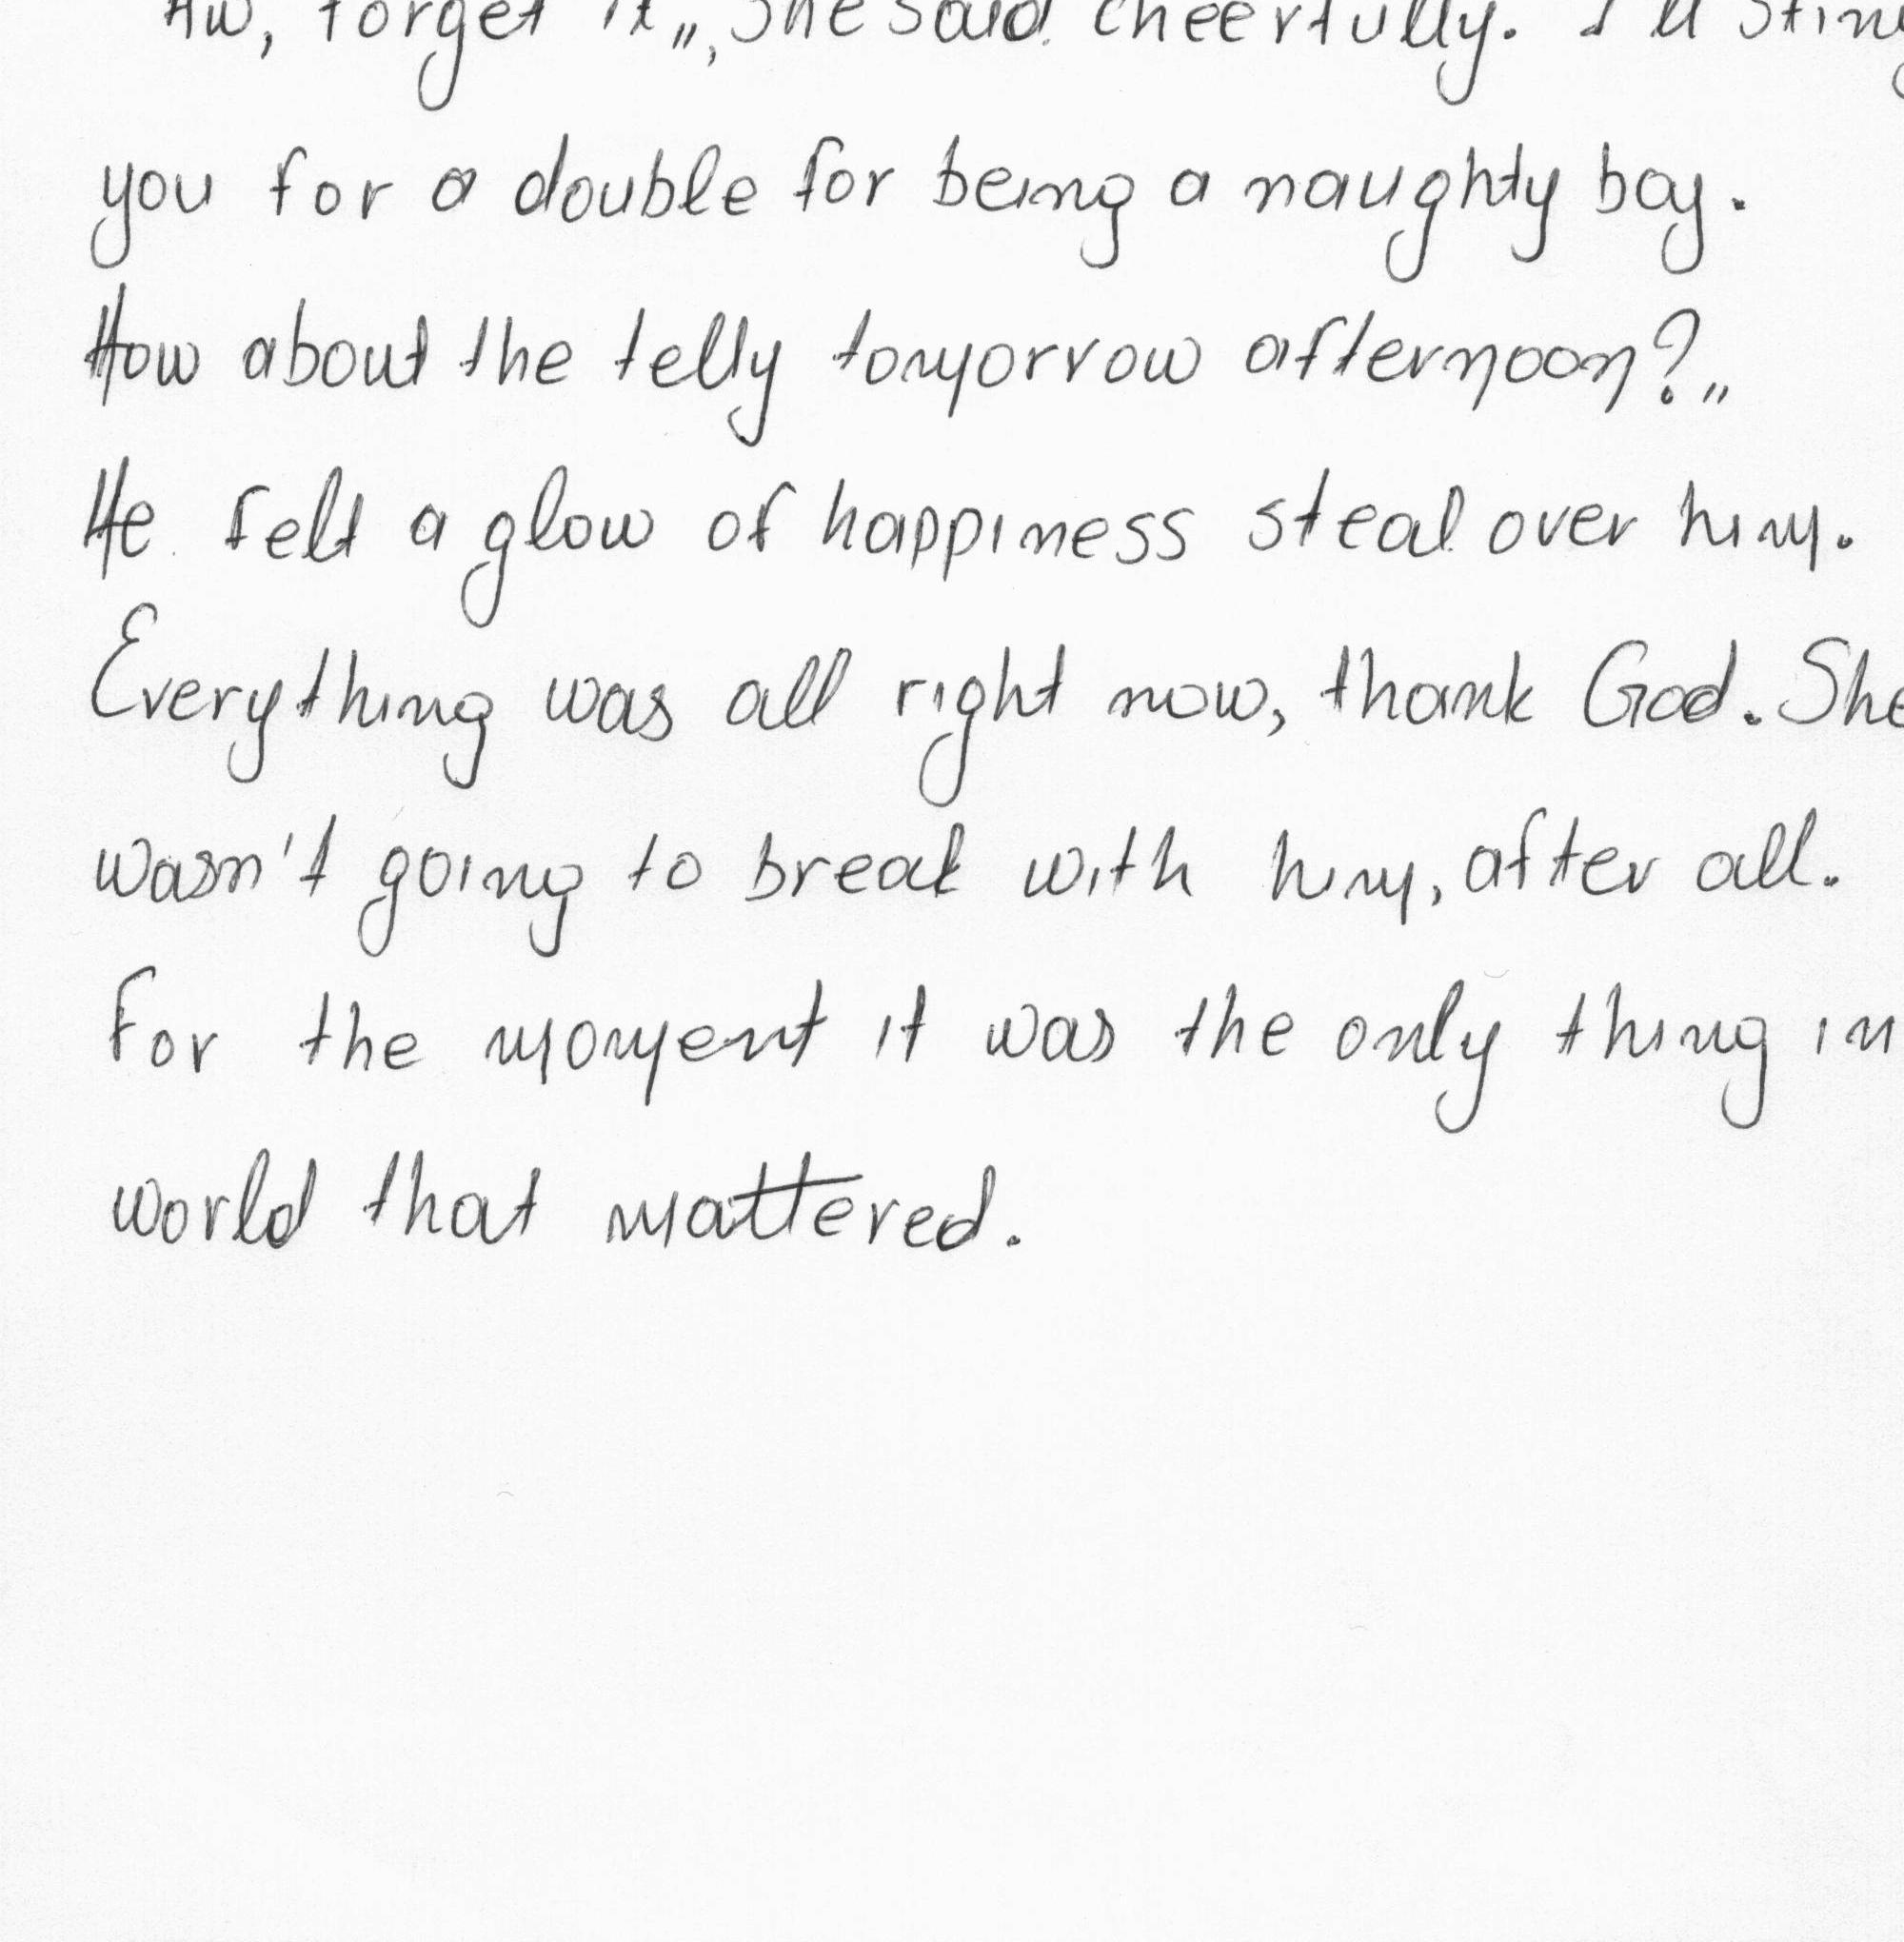 Aw, forget it", she said cheerfully. I'll sting
you for a double for being a naughty boy.
How about the telly tomorrow afternoon?"
He felt a glow of happiness steal over him.
Everything was all right now, thank God. She
wasn't going to break with him, after all.
For the moment it was the only thing in
world that mattered.